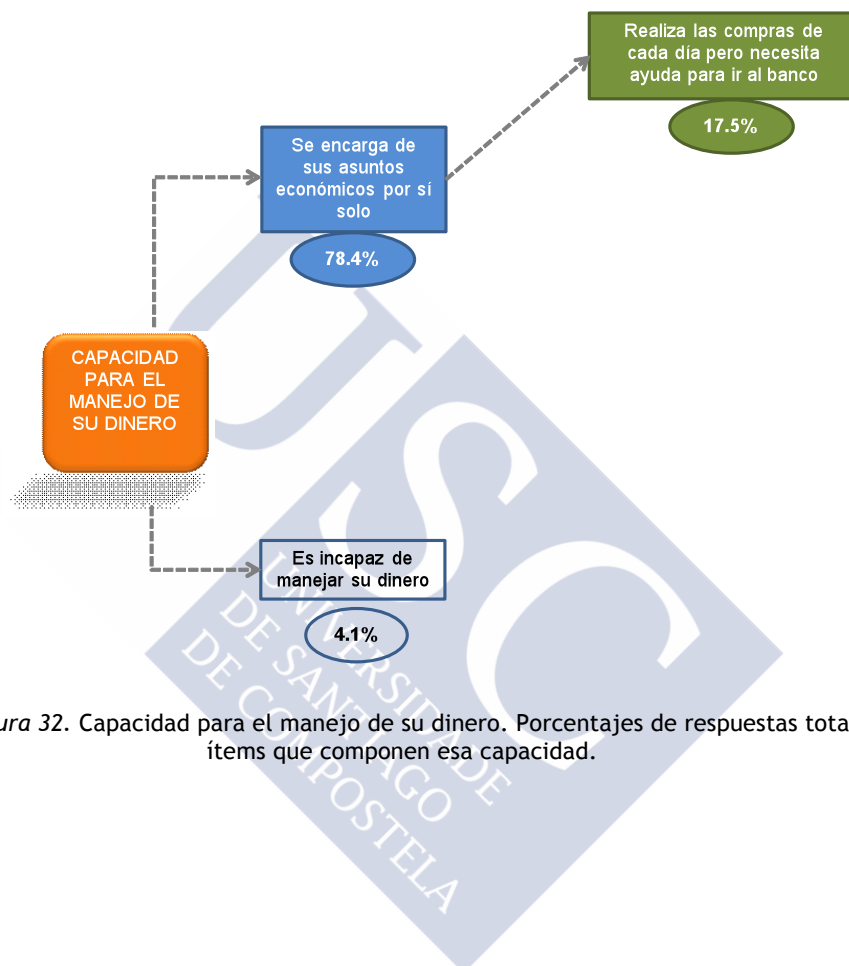 Realiza las compras de
cada día pero necesita
ayuda para ir al banco
17.5%
Se encarga de
sus asuntos
económicos por sí
solo
78.4%
CAPACIDAD
PARA EL
MANEJO DE
SU DINERO
Es incapaz de
manejar su dinero
4.1%
ura 32. Capacidad para el manejo de su dinero. Porcentajes de respuestas tota
ítems que componen esa capacidad.
USC
UNIVERSIDADE
DE SANTIAGO
DE COMPOSTELA